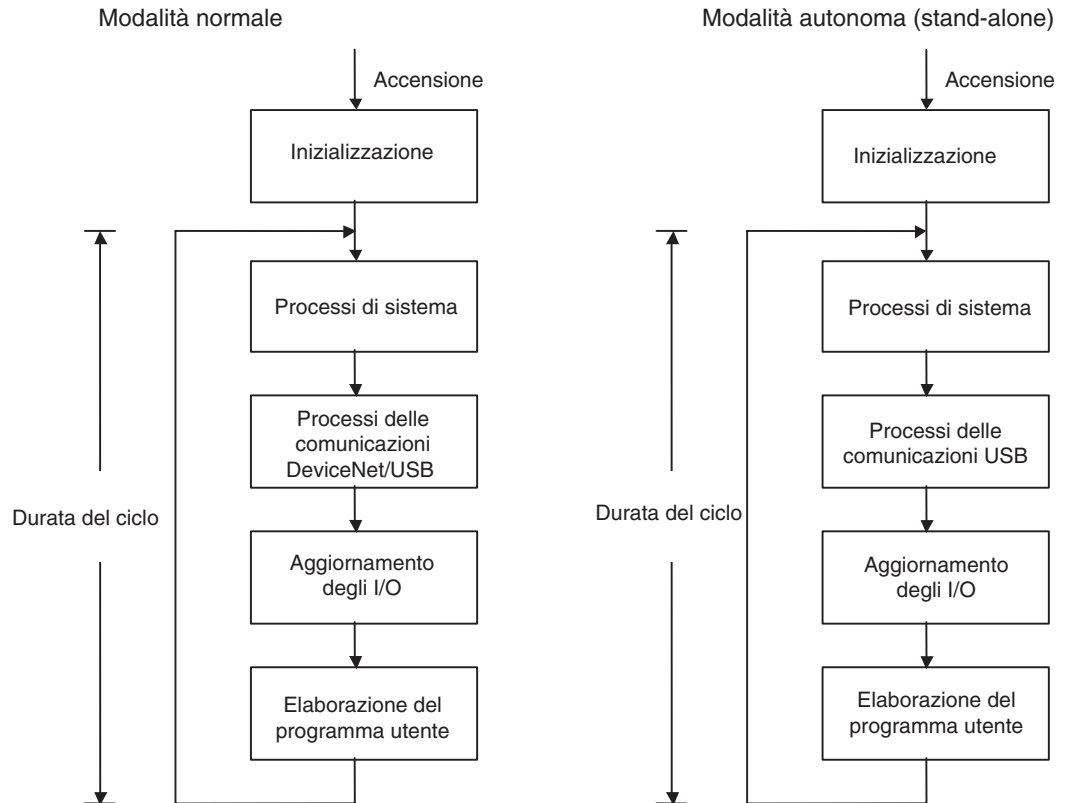 Modalità normale
Accensione
Inizializzazione
Processi di sistema
Processi delle
comunicazioni
DeviceNet/USB
Durata del ciclo
Aggiornamento
degli I/O
Elaborazione del
programma utente
Modalità autonoma (stand-alone)
Accensione
Inizializzazione
Processi di sistema
Processi delle
comunicazioni USB
Durata del ciclo
Aggiornamento
degli I/O
Elaborazione del
programma utente